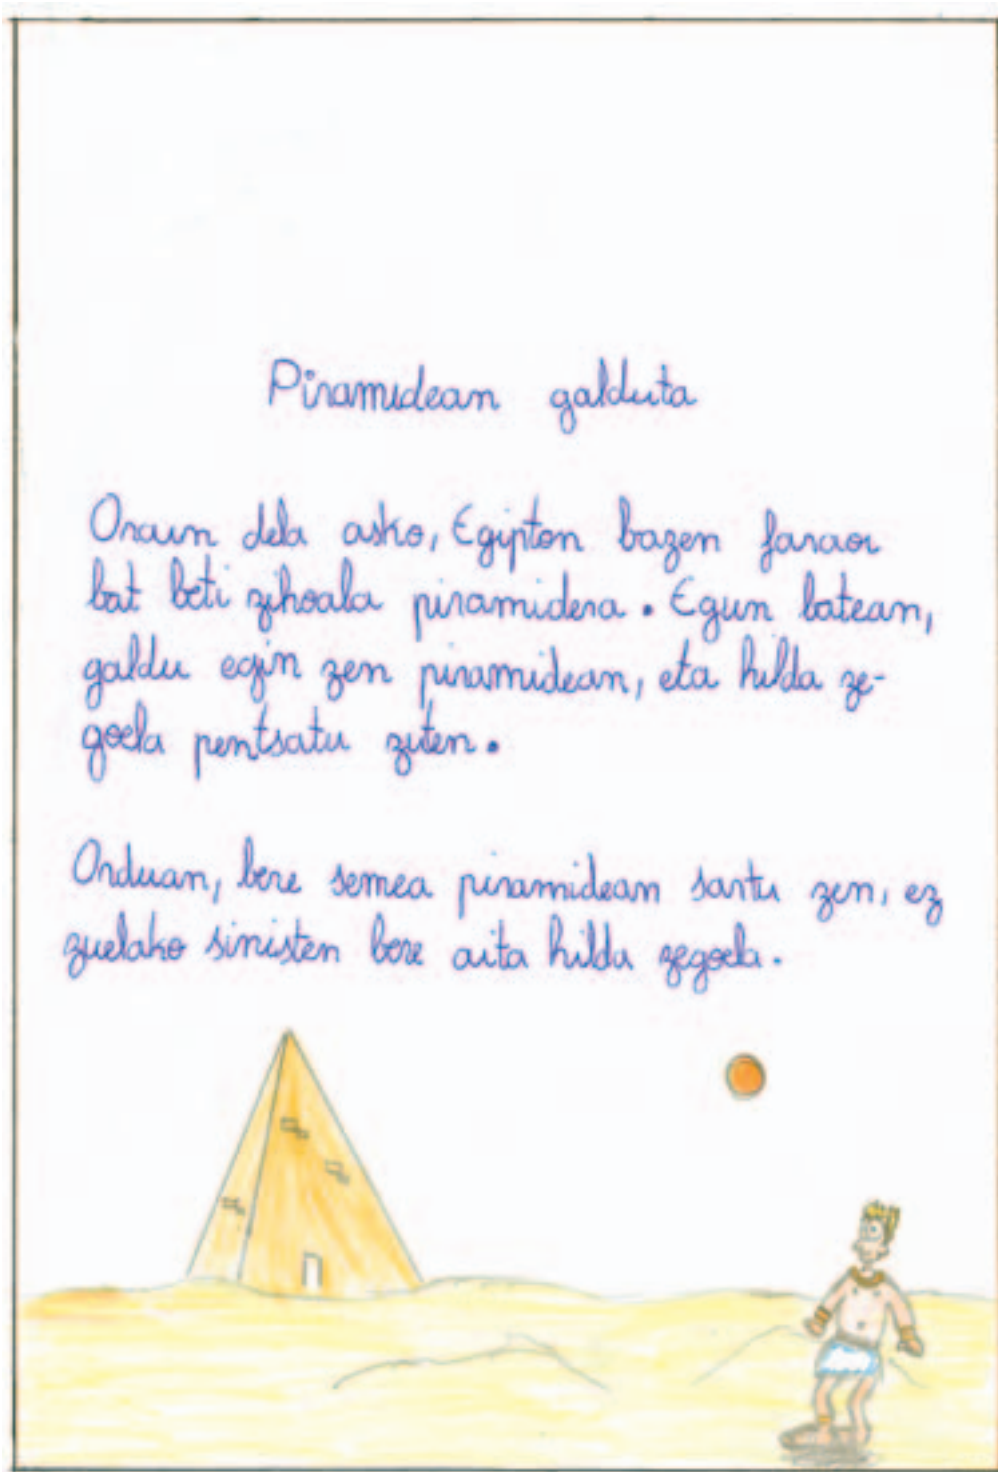 Piramidean galduta
Orain dela asko, Egipton bazen faraoi
bat beti zihoala piramidera. Egun batean,
galdu egin zen piramidean, eta hilda ze-
goela pentsatu zuten.
Orduan, bere semea piramidean sartu zen, ez
zuelako sinisten bere aita hilda zegoela.